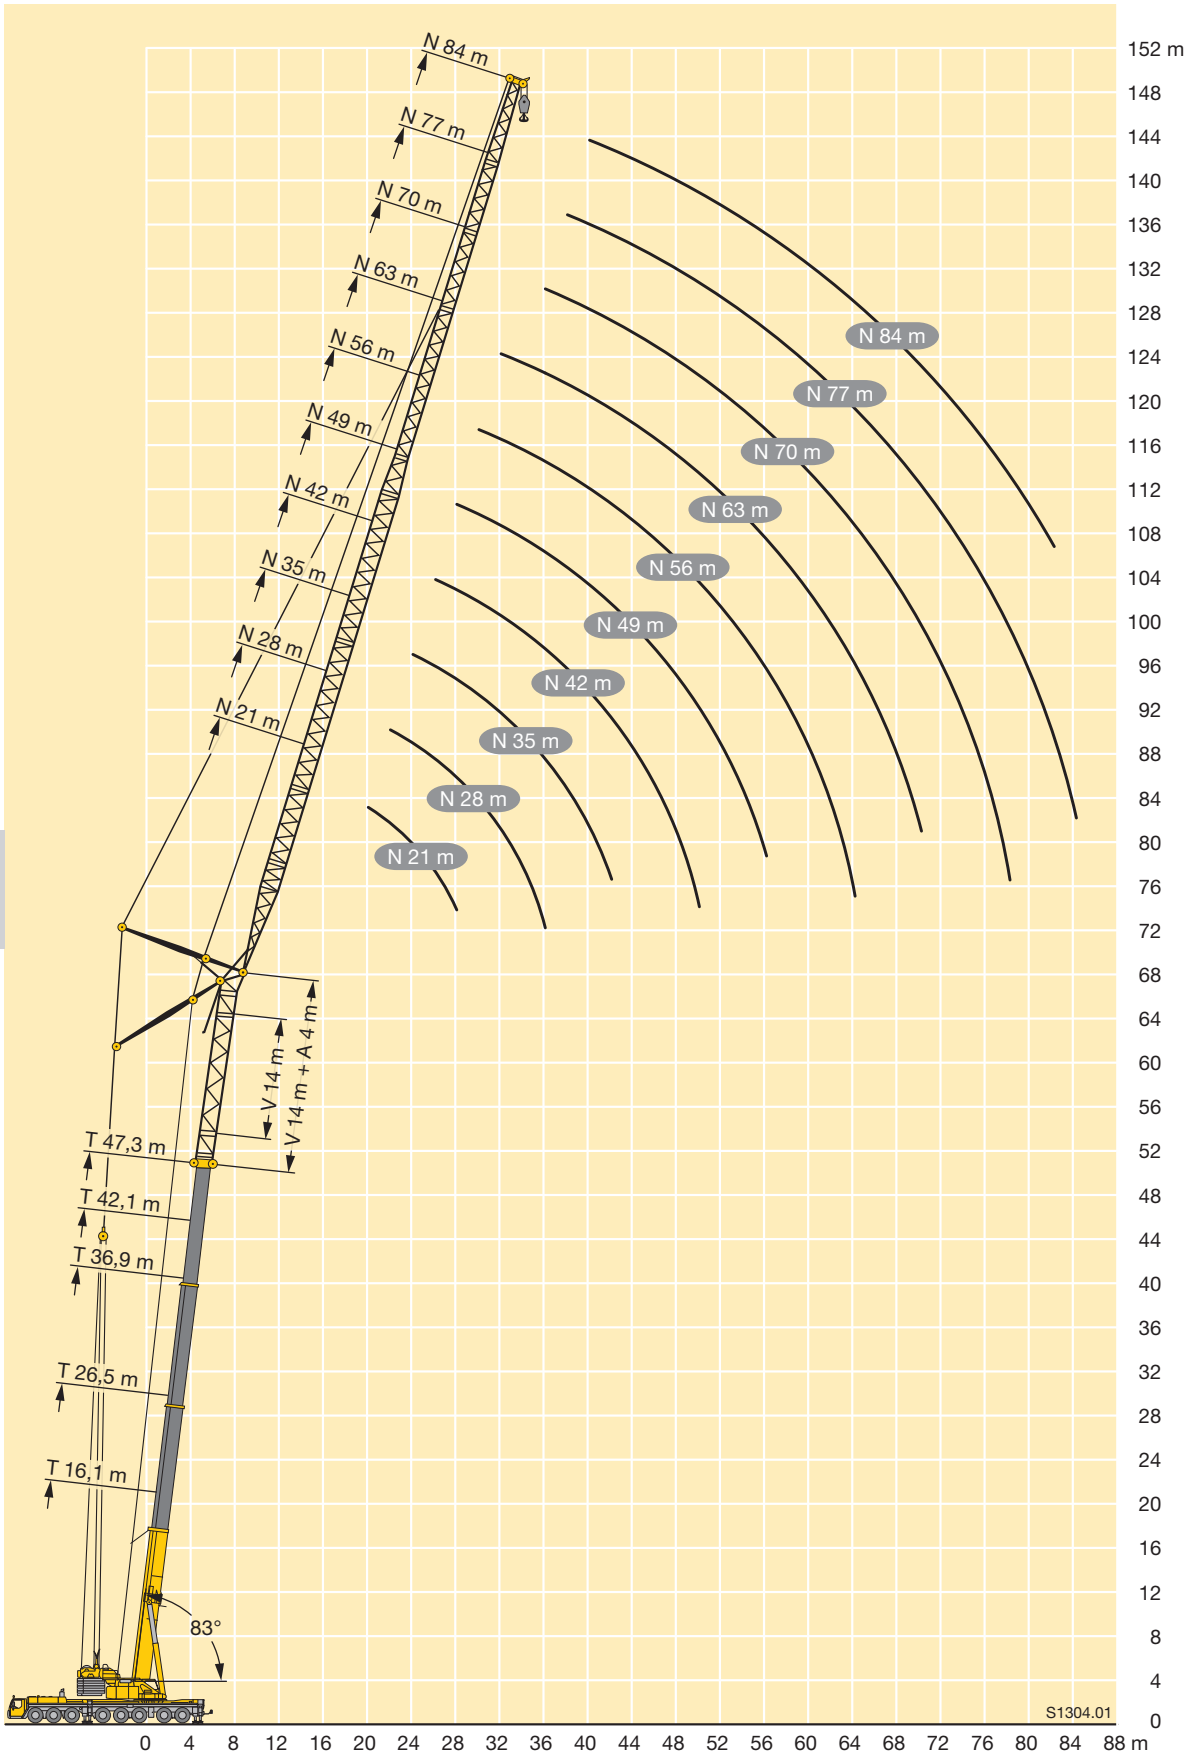 N 84 m
152 m
148
N 77 m
144
140
N 70 m
136
132
N 63 m
128
N 84 m
N 56 m
124
N 77 m
120
N 49 m
116
N 70 m
N 42 m
112
N 63 m
108
N 35 m
N 56 m
104
100
N 49 m
N 28 m
96
N 42 m
92
N 21 m
N 35 m
88
84
N 28 m
80
N 21 m
76
72
68
64
V 14 m
V 14 m + A 4 m
60
56
T 47,3 m
52
T 42,1 m
48
44
T 36,9 m
40
36
T 26,5 m
32
28
24
T 16,1 m
20
16
12
83°
8
4
S1304.01
0
0 4 8 12 16 20 24 28 32 36 40 44 48 52 56 60 64 68 72 76 80 84 88 m